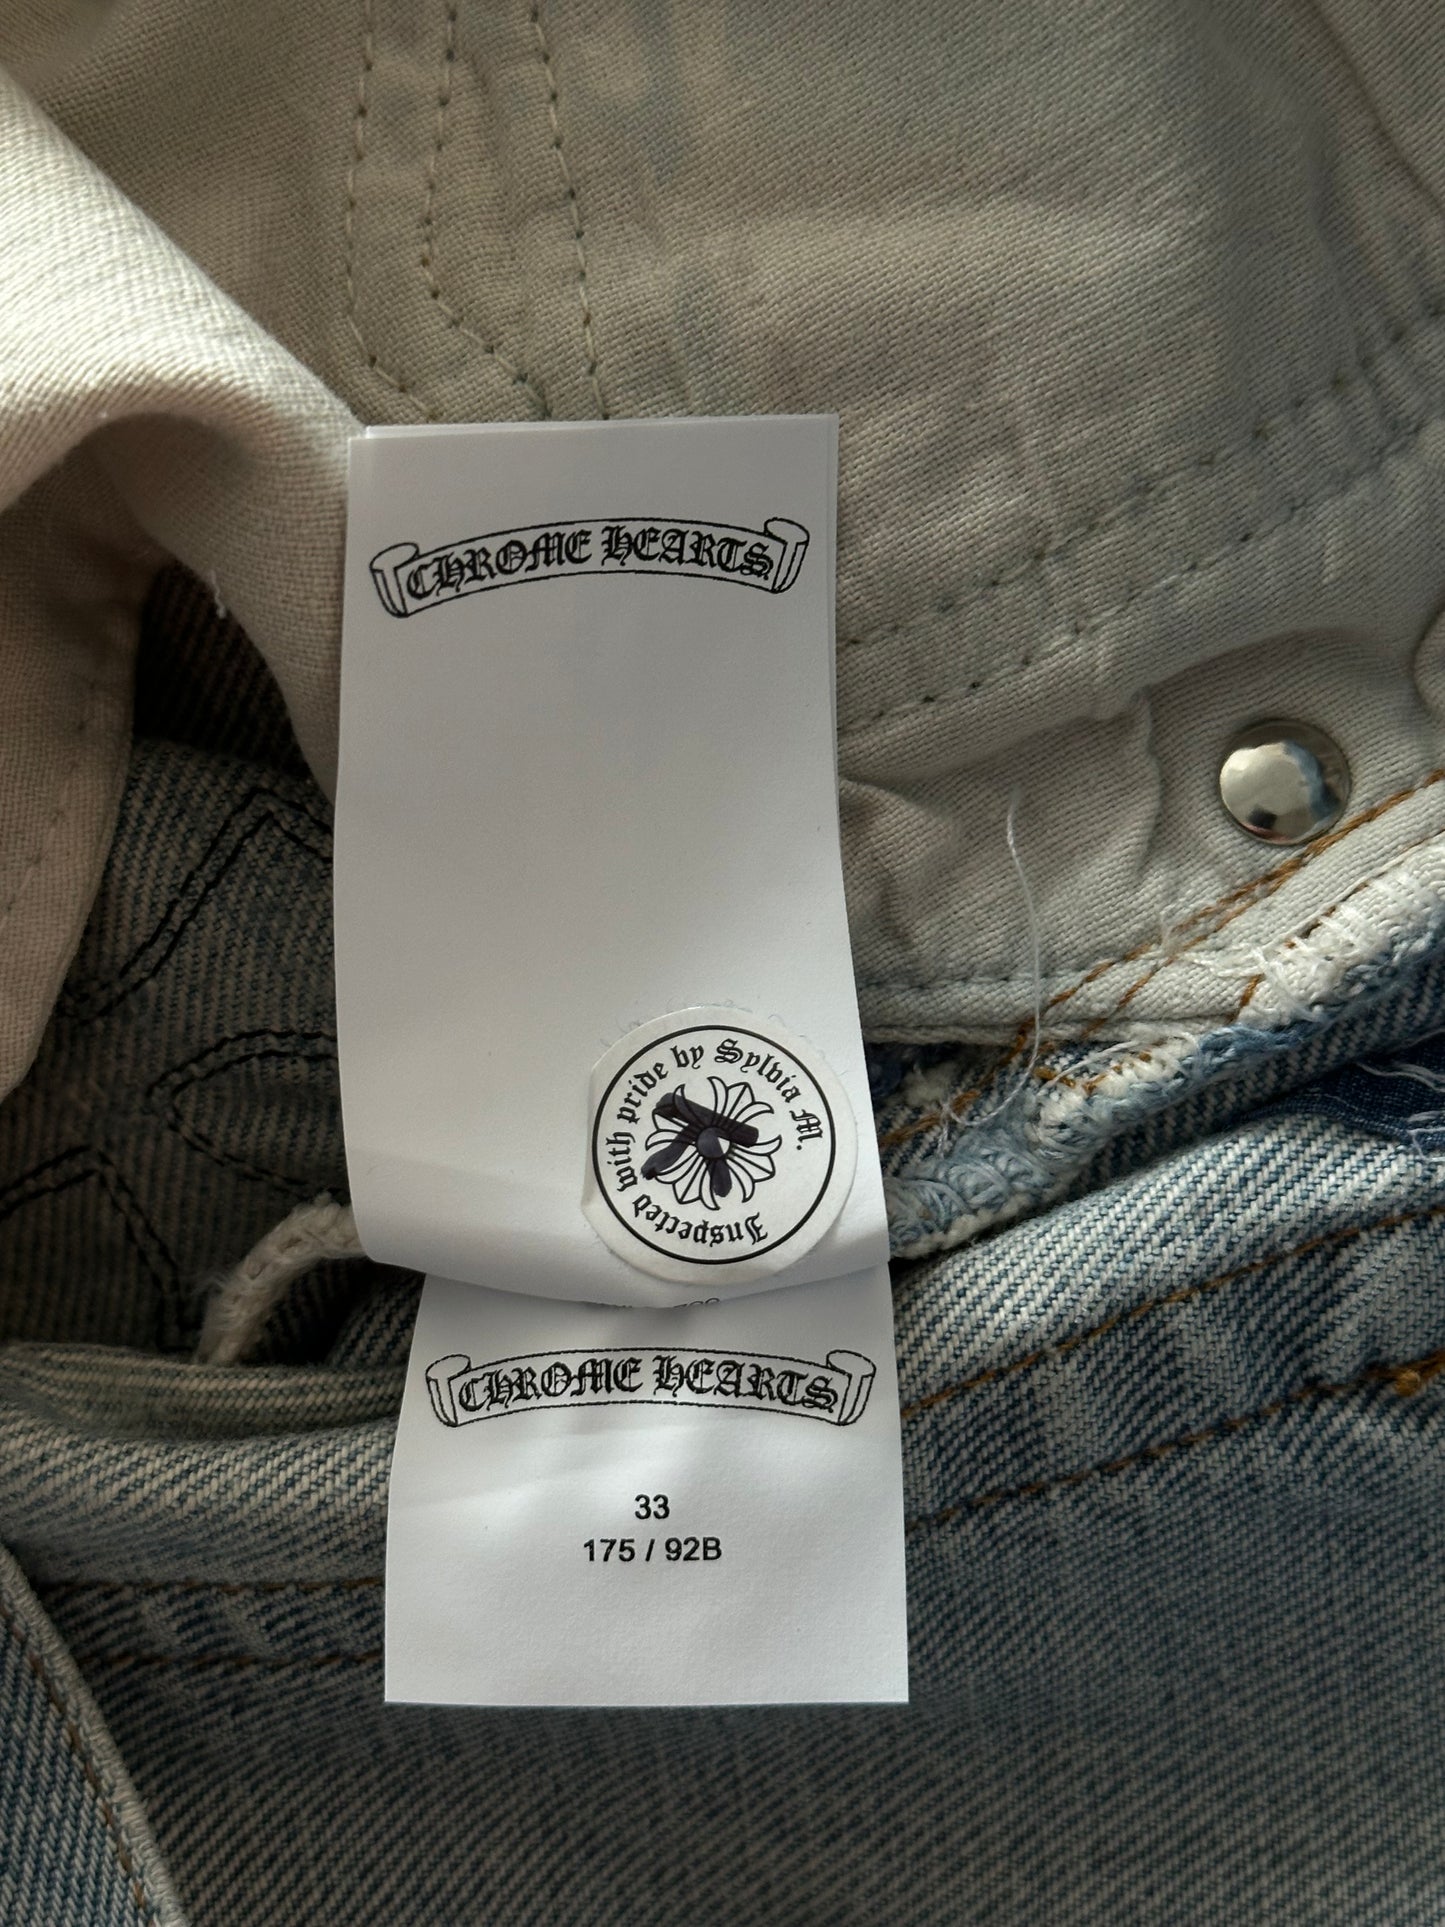 CHROME HEARTS
Inspected with pride by Sylvia M.
CHROME HEARTS
33
175 / 92B